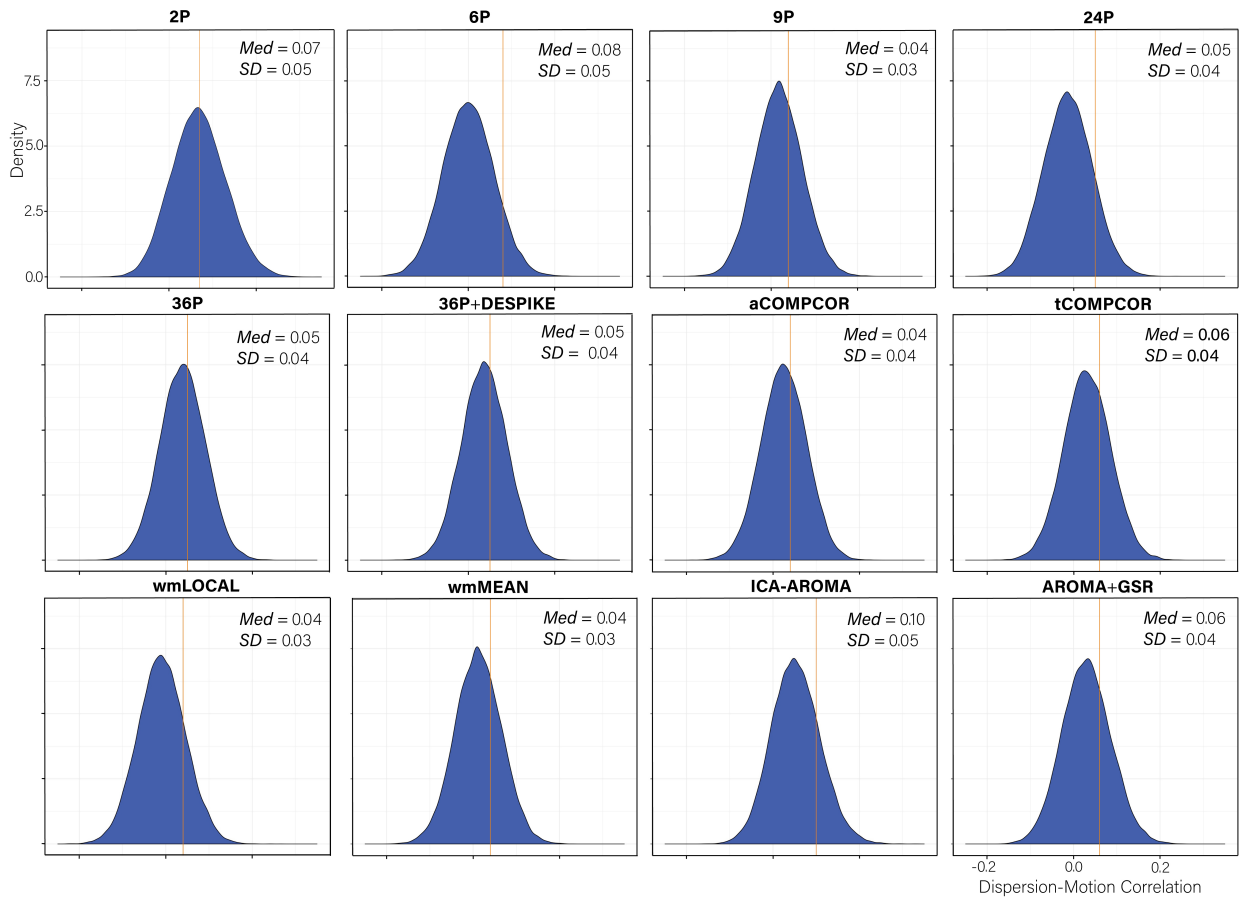 2P
6P
9P
24P
Med = 0.07
SD = 0.05
Med = 0.08
SD = 0.05
Med = 0.04
SD = 0.03
Med = 0.05
SD = 0.04
Density
7.5
5.0
2.5
0.0
36P
36P+DESPIKE
aCOMPCOR
tCOMPCOR
Med = 0.05
SD = 0.04
Med = 0.05
SD = 0.04
Med = 0.04
SD = 0.04
Med = 0.06
SD = 0.04
wmLOCAL
wmMEAN
ICA-AROMA
AROMA+GSR
Med = 0.04
SD = 0.03
Med = 0.04
SD = 0.03
Med = 0.10
SD = 0.05
Med = 0.06
SD = 0.04
-0.2 0.0 0.2
Dispersion-Motion Correlation